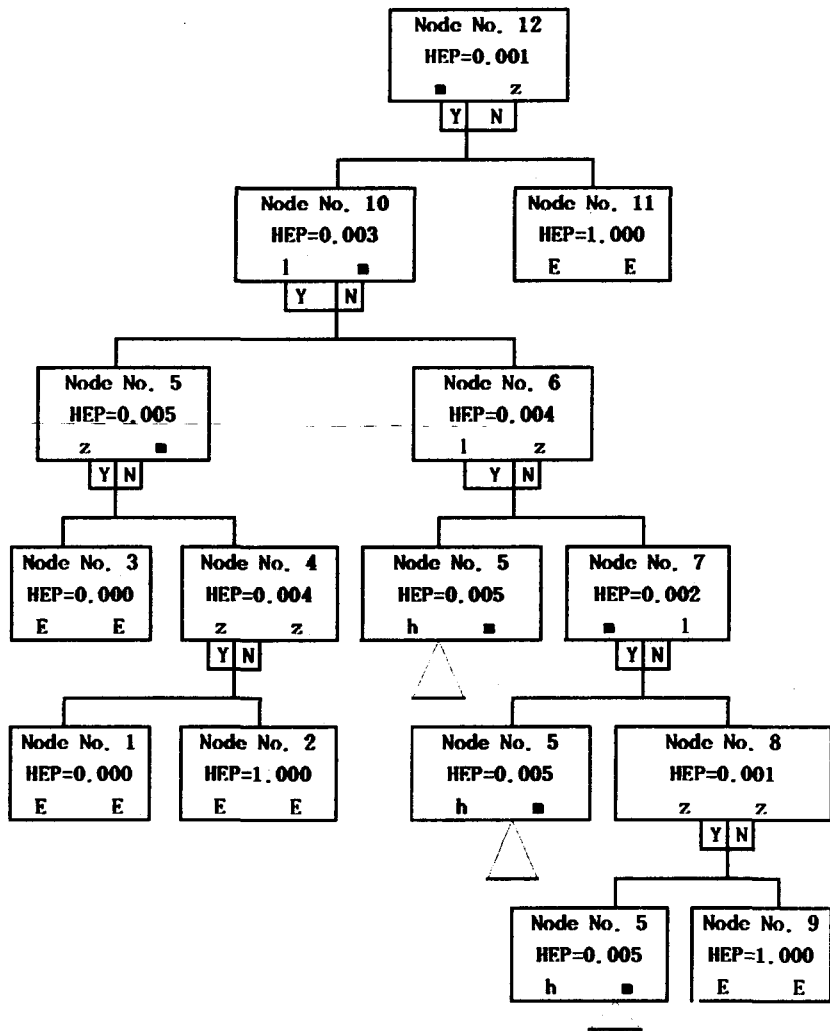 Node No. 12
HEP=0.001
m z
Y N
Node No. 10
HEP=0.003
l m
Y N
Node No. 11
HEP=1.000
E E
Node No. 5
HEP=0.005
z m
Y N
Node No. 6
HEP=0.004
l z
Y N
Node No. 3
HEP=0.000
E E
Node No. 4
HEP=0.004
z z
Y N
Node No. 5
HEP=0.005
h m
Node No. 7
HEP=0.002
m l
Y N
Node No. 1
HEP=0.000
E E
Node No. 2
HEP=1.000
E E
Node No. 5
HEP=0.005
h m
Node No. 8
HEP=0.001
z z
Y N
Node No. 5
HEP=0.005
h m
Node No. 9
HEP=1.000
E E